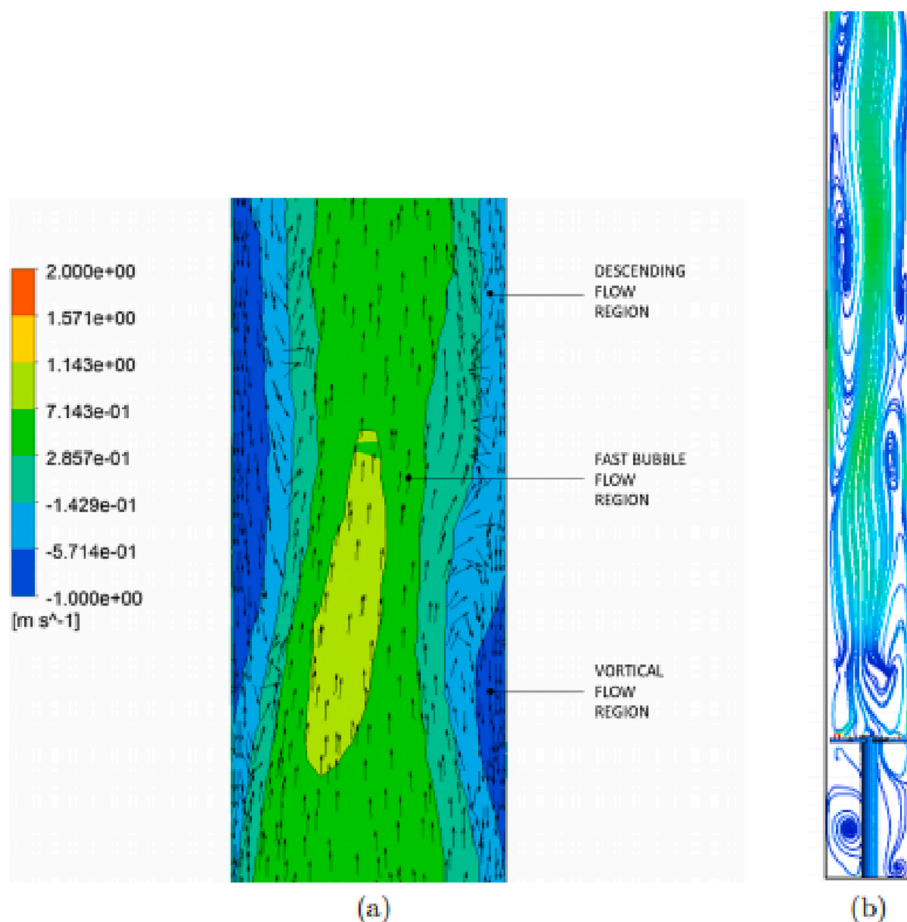 2.000e+00
1.571e+00
1.143e+00
7.143e-01
2.857e-01
-1.429e-01
-5.714e-01
-1.000e+00
[m s^-1]
DESCENDING
FLOW
REGION
FAST BUBBLE
FLOW
REGION
VORTICAL
FLOW
REGION
(a)
(b)